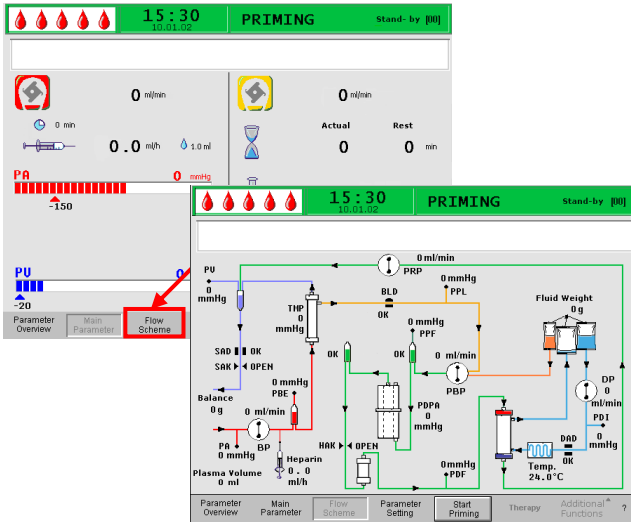 15:30
10.01.02
PRIMING
Stand- by [00]
0 ml/min
0 ml/min
0 min
Actual Rest
0.0 ml/h 1.0 ml
0 0 min
PA 0 mmHg
-150
PV 0
-20
Parameter Overview
Main Parameter
Flow Scheme
15:30
10.01.02
PRIMING
Stand-by [00]
0 ml/min
PRP
PV
0
mmHg
TMP
0
mmHg
BLD
OK
0 mmHg
PPL
Fluid Weight
0 g
0 mmHg
PPF
OK
OK
0 ml/min
PBP
SAD OK
SAK OPEN
Balance
0 g
0 mmHg
PBE
0 ml/min
BP
PA
0 mmHg
Plasma Volume
0 ml
Heparin
0.0
ml/h
PDPA
0
mmHg
HAK OPEN
0mmHg
PDF
DP
0
ml/min
PDI
0
mmHg
DAD
OK
Temp.
24.0°C
Parameter Overview
Main Parameter
Flow Scheme
Parameter Setting
Start Priming
Therapy
Additional Functions
?